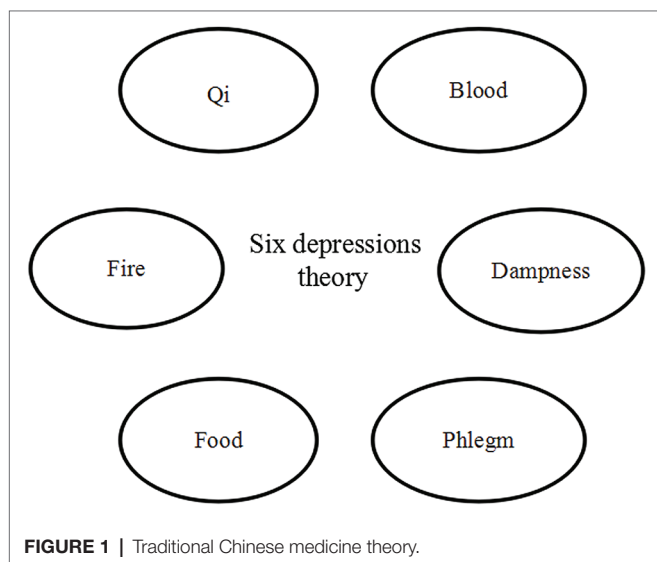 Qi
Blood
Fire
Six depressions
theory
Dampness
Food
Phlegm
FIGURE 1 | Traditional Chinese medicine theory.